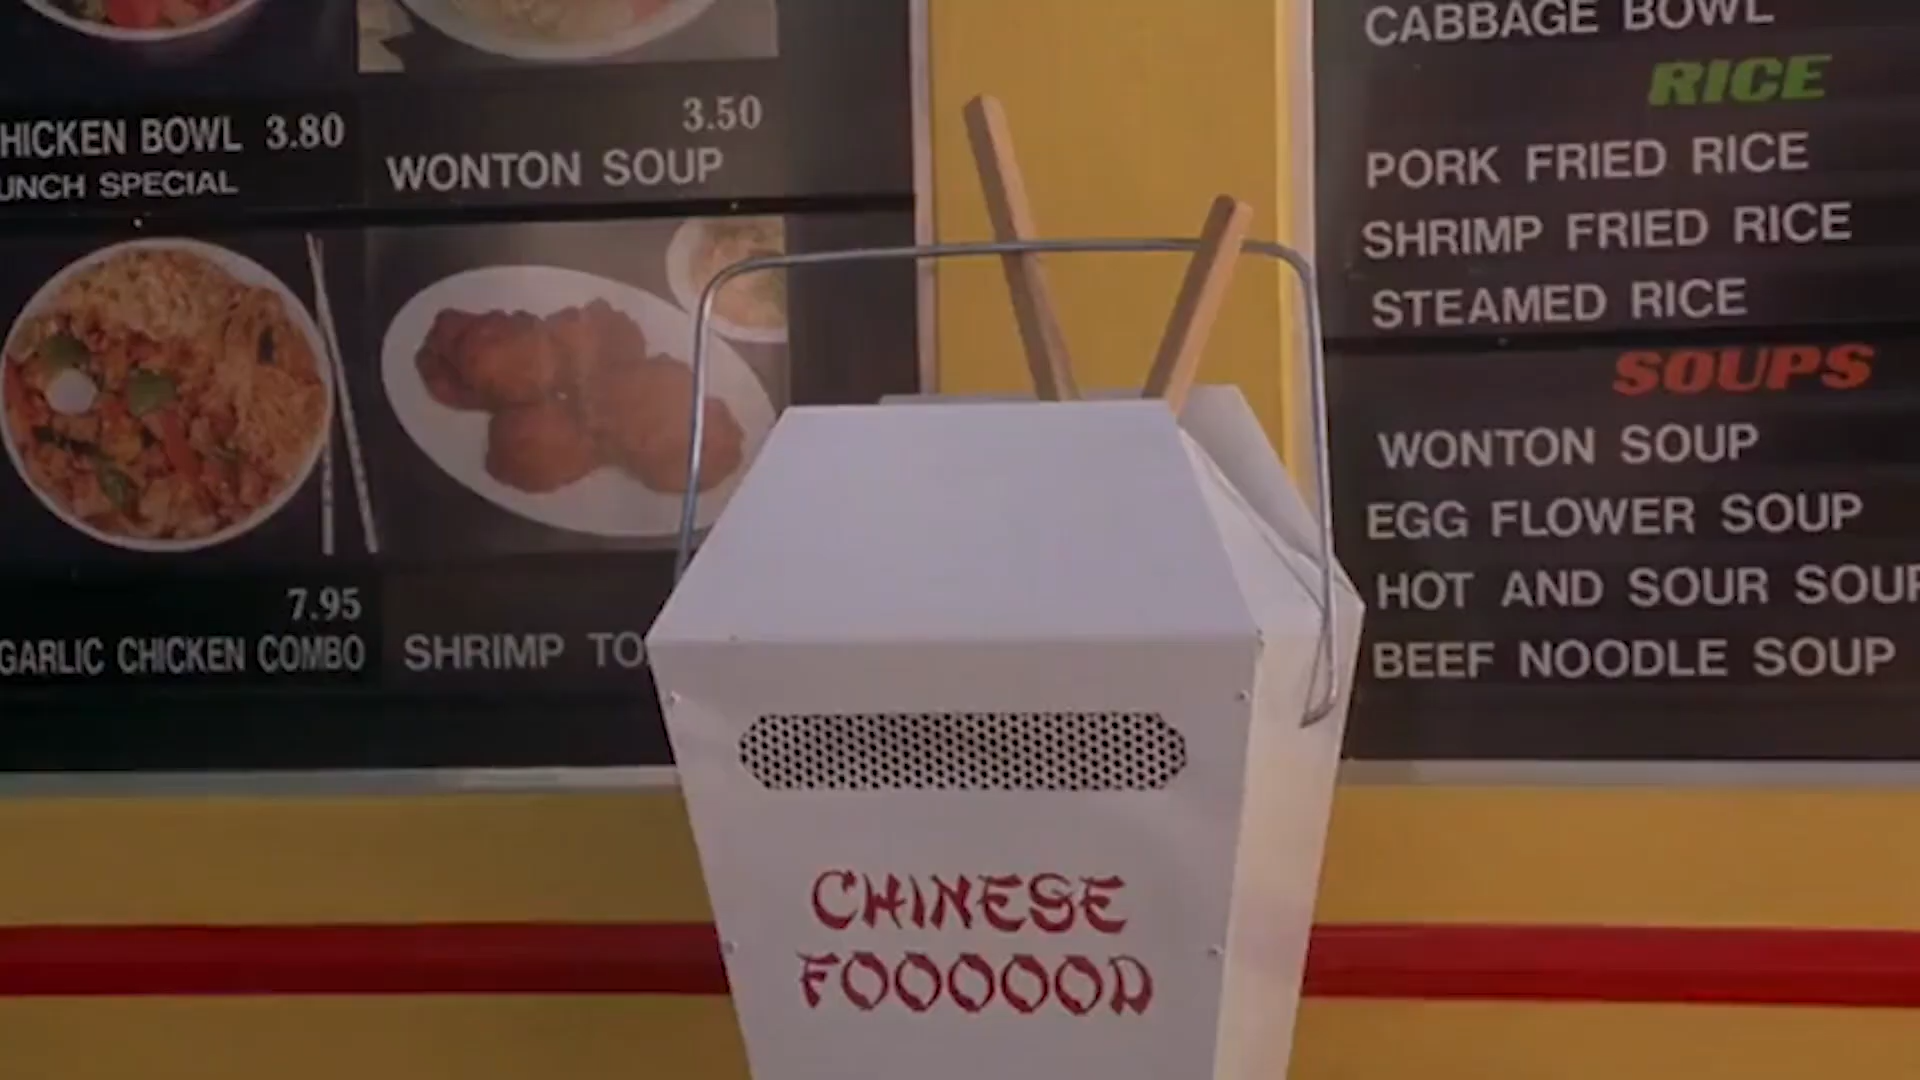 HICKEN BOWL 3.80
UNCH SPECIAL
3.50
WONTON SOUP
7.95
GARLIC CHICKEN COMBO
SHRIMP TO
CHINESE
FOOOOOD
CABBAGE BOWL
RICE
PORK FRIED RICE
SHRIMP FRIED RICE
STEAMED RICE
SOUPS
WONTON SOUP
EGG FLOWER SOUP
HOT AND SOUR SOUP
BEEF NOODLE SOUP